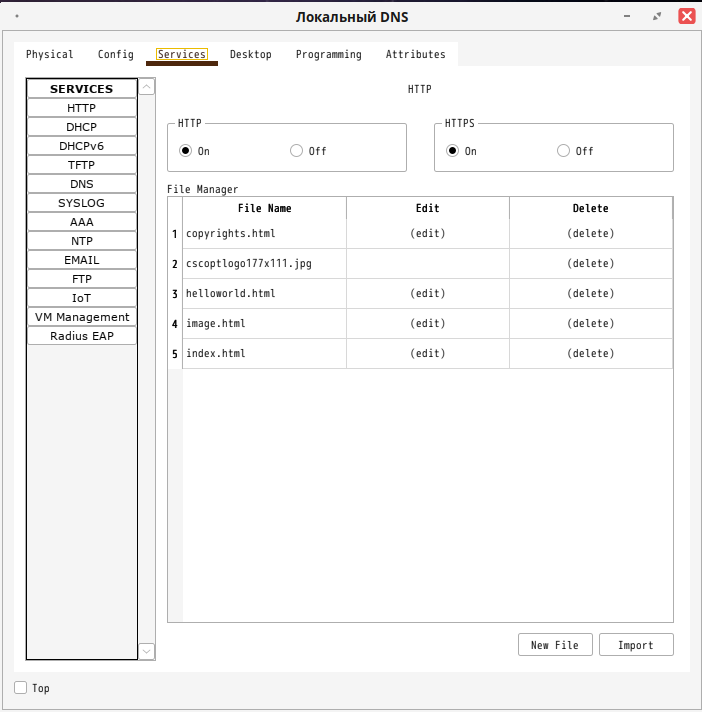 Локальный DNS
Physical Config Services Desktop Programming Attributes
SERVICES
HTTP
DHCP
DHCPv6
TFTP
DNS
SYSLOG
AAA
NTP
EMAIL
FTP
IoT
VM Management
Radius EAP
HTTP
HTTP
On Off
HTTPS
On Off
File Manager
File Name Edit Delete
1 copyrights.html (edit) (delete)
2 cscoptlogo177x111.jpg (delete)
3 helloworld.html (edit) (delete)
4 image.html (edit) (delete)
5 index.html (edit) (delete)
New File Import
Top